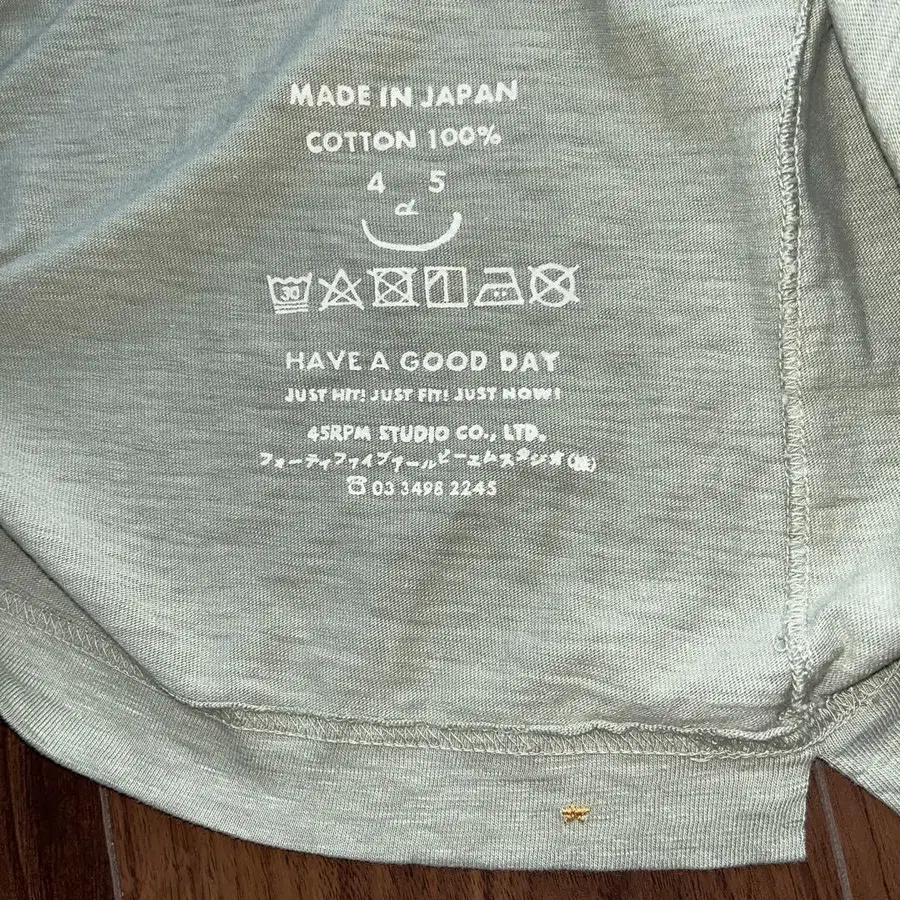 MADE IN JAPAN
COTTON 100%
4 5
R
30
HAVE A GOOD DAY
JUST HIT! JUST FIT! JUST NOW!
45RPM STUDIO CO., LTD.
フォーティファイブアールピーエムスタジオ(株)
☎ 03 3498 2245